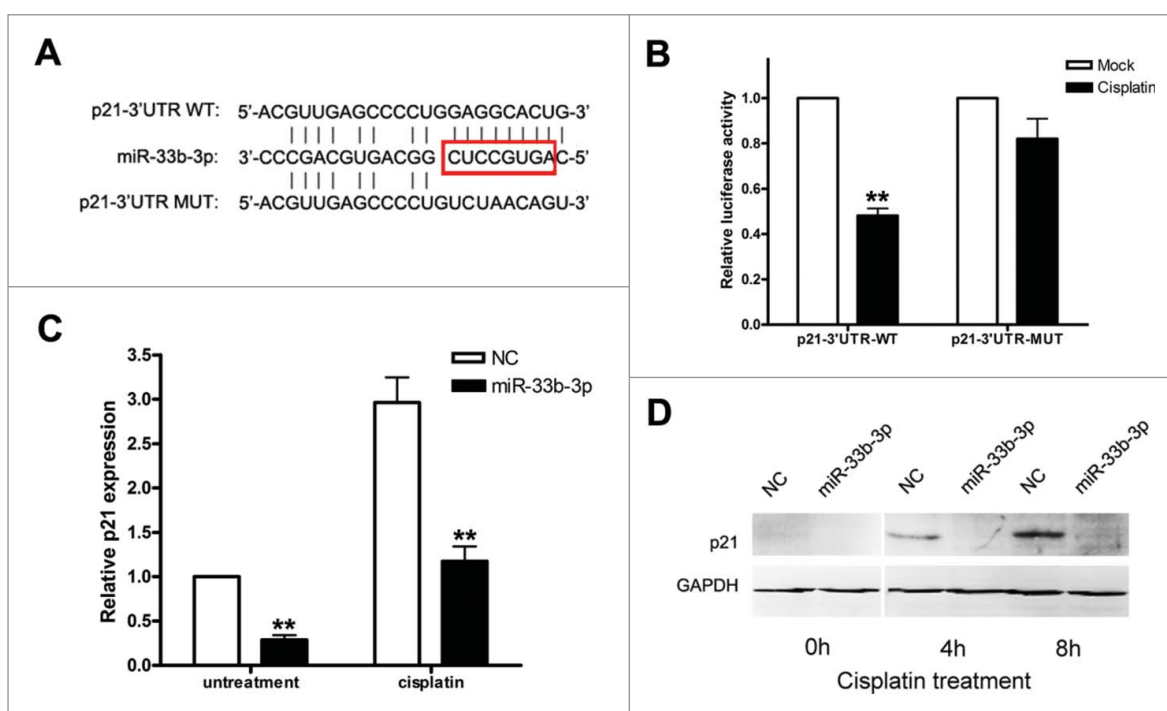 A
p21-3'UTR WT: 5'-ACGUUGAGCCCCUGGAGGCACUG-3'
miR-33b-3p: 3'-CCCGACGUGACGG CUCCGUGAC-5'
p21-3'UTR MUT: 5'-ACGUUGAGCCCCUGUCUAACAGU-3'
B
Mock
Cisplatin
Relative luciferase activity
1.0
0.8
0.6
0.4
0.2
0.0
**
p21-3'UTR-WT p21-3'UTR-MUT
C
NC
miR-33b-3p
Relative p21 expression
3.5
3.0
2.5
2.0
1.5
1.0
0.5
0.0
**
**
untreatment cisplatin
D
NC miR-33b-3p NC miR-33b-3p NC miR-33b-3p
p21
GAPDH
0h 4h 8h
Cisplatin treatment